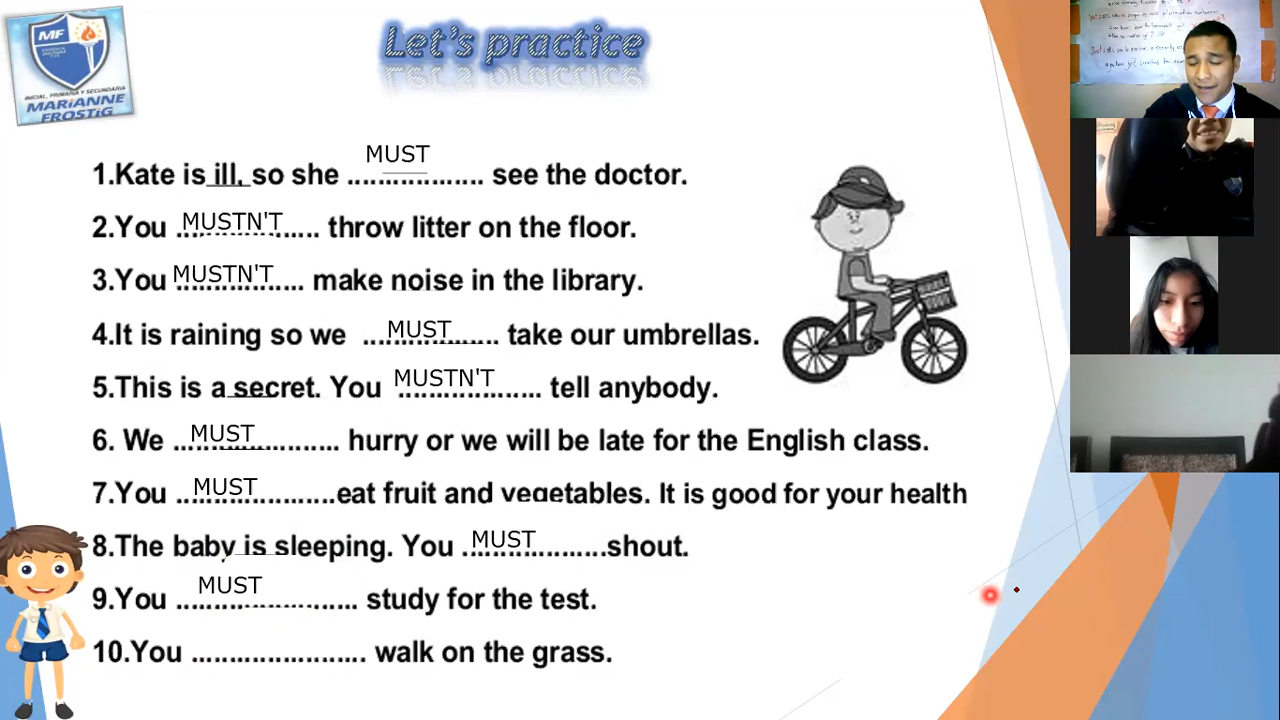 MF
INICIAL, PRIMARIA Y SECUNDARIA
MARIANNE
FROSTIG
Let's practice
1.Kate is ill, so she .................. see the doctor.
MUST
2.You ................... throw litter on the floor.
MUSTN'T
3.You ................. make noise in the library.
MUSTN'T
4.It is raining so we .................. take our umbrellas.
MUST
5.This is a secret. You ................... tell anybody.
MUSTN'T
6. We ...................... hurry or we will be late for the English class.
MUST
7.You .....................eat fruit and vegetables. It is good for your health
MUST
8.The baby is sleeping. You ...................shout.
MUST
9.You ........................ study for the test.
MUST
10.You ....................... walk on the grass.